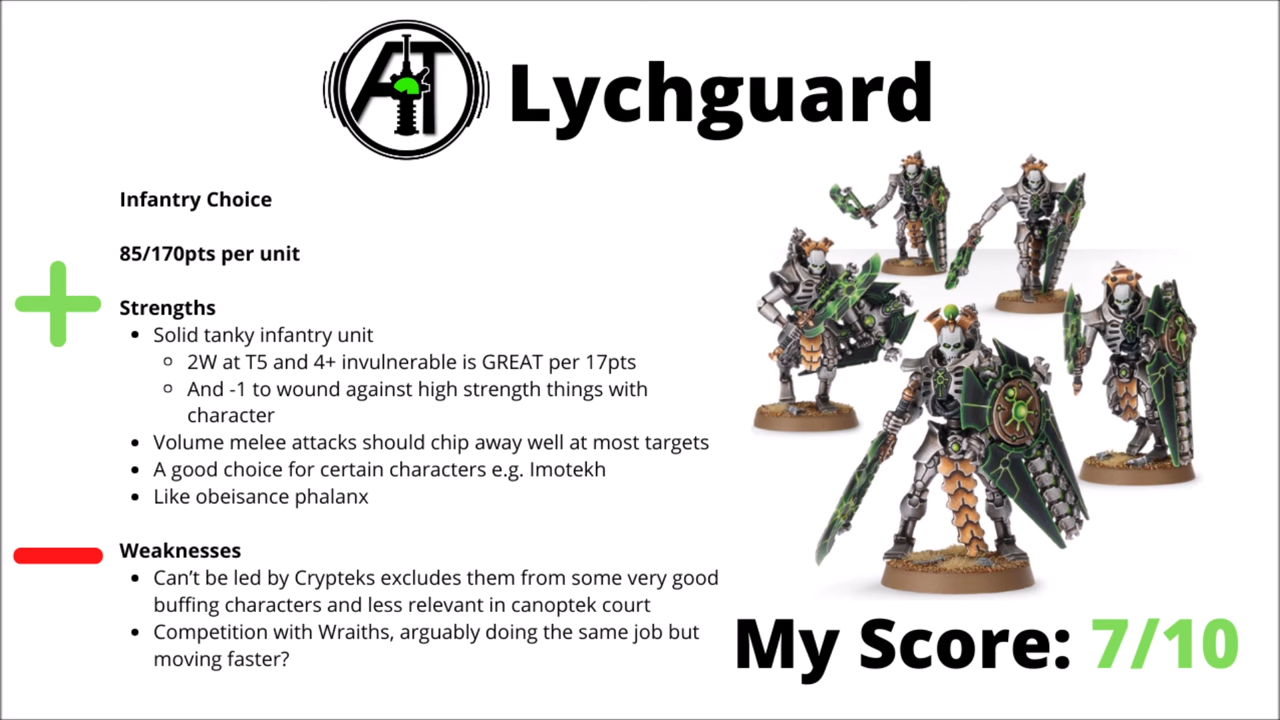 AT
Lychguard
Infantry Choice
85/170pts per unit
Strengths
• Solid tanky infantry unit
○ 2W at T5 and 4+ invulnerable is GREAT per 17pts
○ And -1 to wound against high strength things with
character
• Volume melee attacks should chip away well at most targets
• A good choice for certain characters e.g. Imotekh
• Like obeisance phalanx
Weaknesses
• Can’t be led by Crypteks excludes them from some very good
buffing characters and less relevant in canoptek court
• Competition with Wraiths, arguably doing the same job but
moving faster?
My Score: 7/10